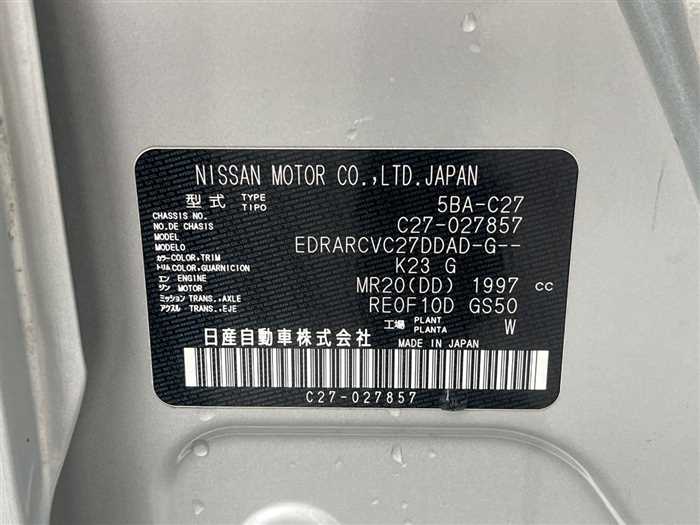 NISSAN MOTOR CO.,LTD.JAPAN
型式 TYPE TIPO 5BA-C27
CHASSIS NO. NO.DE CHASIS C27-027857
MODEL MODELO EDRARCVC27DDAD-G--
カラー COLOR,TRIM トリム COLOR,GUARNICION K23 G
エン ENGINE ジン MOTOR MR20(DD) 1997 cc
ミッション TRANS.,AXLE アクスル TRANS.,EJE RE0F10D GS50
工場 PLANT PLANTA W
日産自動車株式会社 MADE IN JAPAN
C27-027857